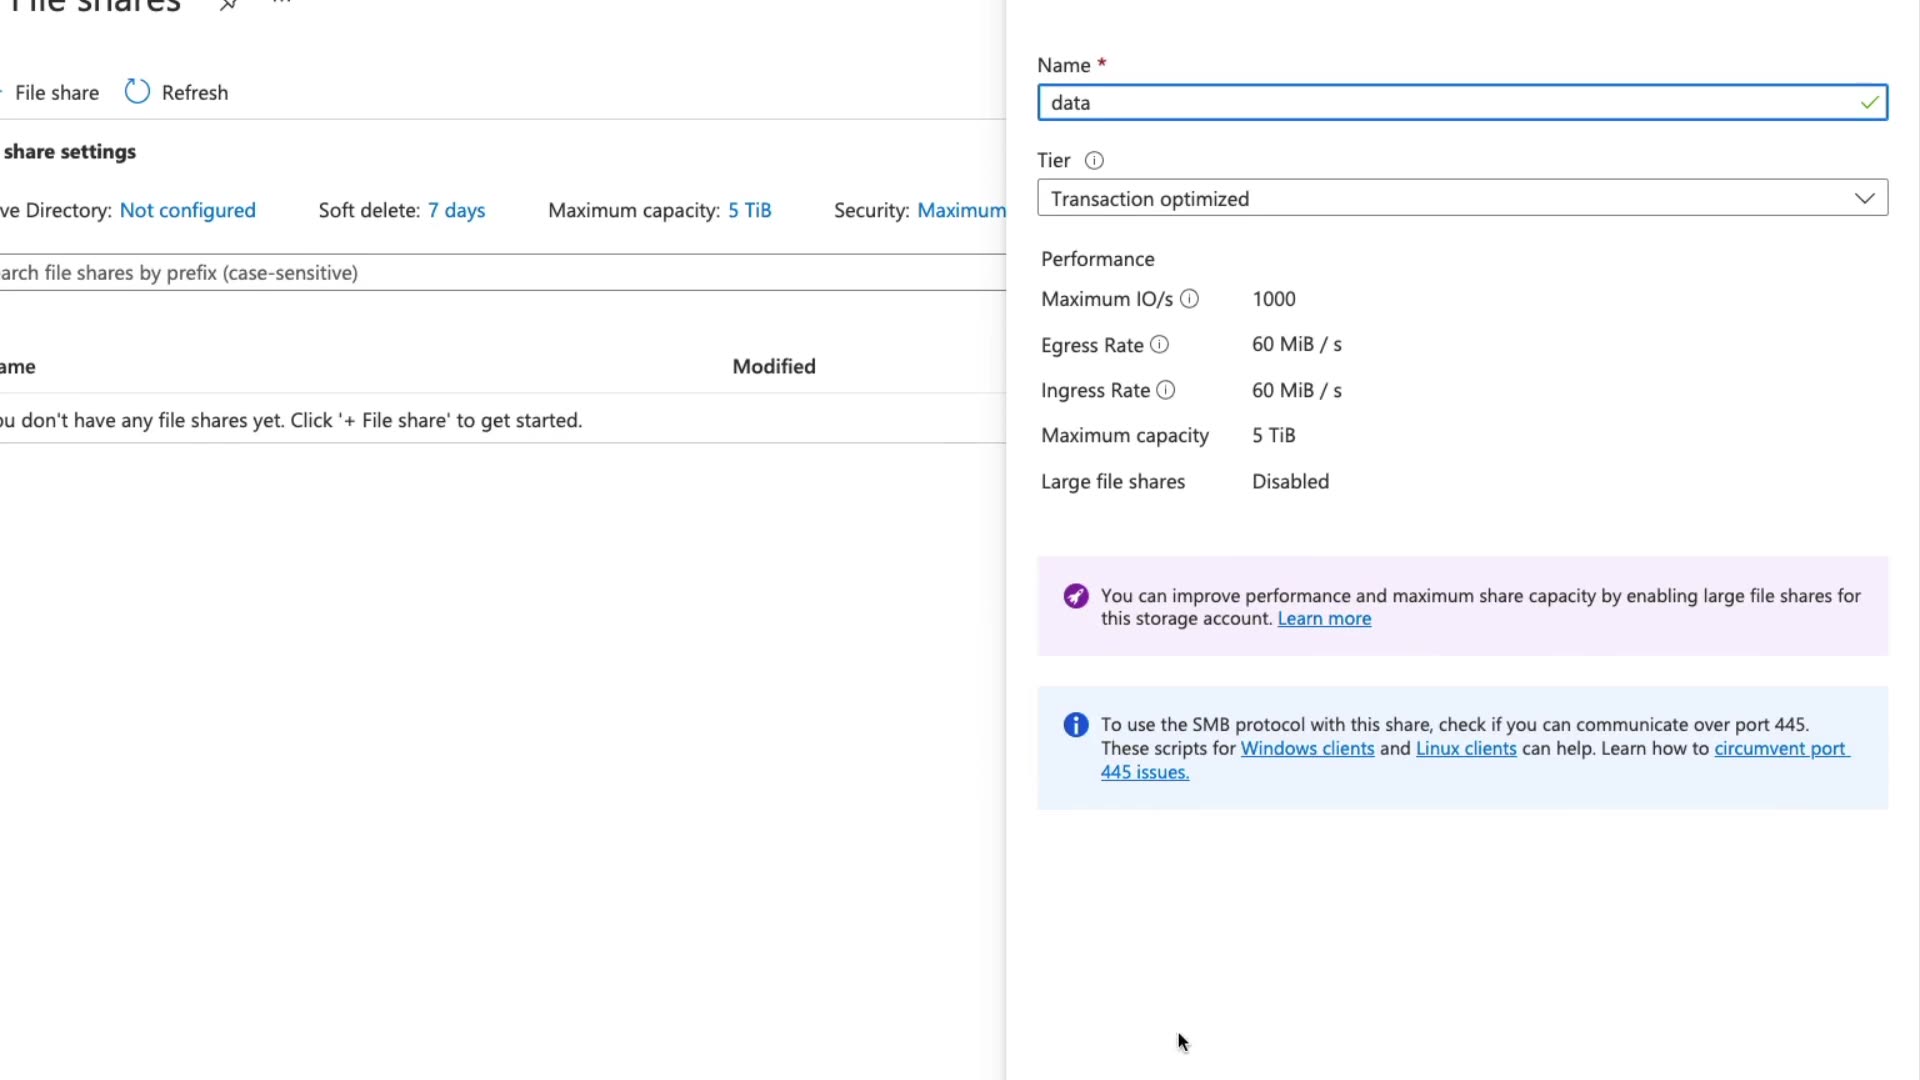 File shares
File share Refresh
share settings
ve Directory: Not configured Soft delete: 7 days Maximum capacity: 5 TiB Security: Maximum
arch file shares by prefix (case-sensitive)
ame Modified
ou don't have any file shares yet. Click '+ File share' to get started.
Name *
data
Tier
Transaction optimized
Performance
Maximum IO/s 1000
Egress Rate 60 MiB / s
Ingress Rate 60 MiB / s
Maximum capacity 5 TiB
Large file shares Disabled
You can improve performance and maximum share capacity by enabling large file shares for
this storage account. Learn more
To use the SMB protocol with this share, check if you can communicate over port 445.
These scripts for Windows clients and Linux clients can help. Learn how to circumvent port
445 issues.